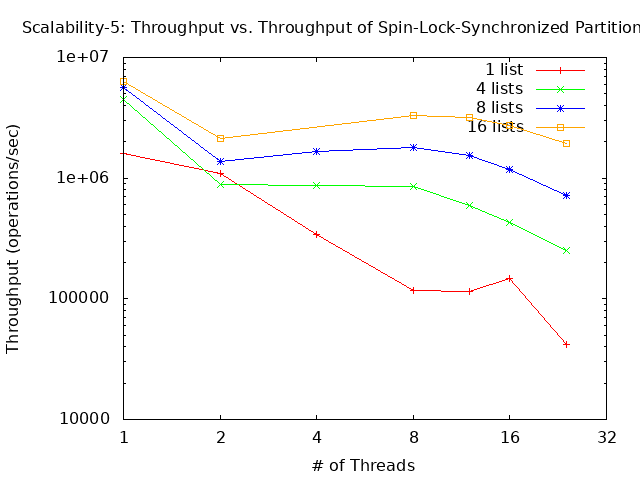 Scalability-5: Throughput vs. Throughput of Spin-Lock-Synchronized Partition
1e+07
1 list
4 lists
8 lists
16 lists
1e+06
100000
10000
Throughput (operations/sec)
1 2 4 8 16 32
# of Threads